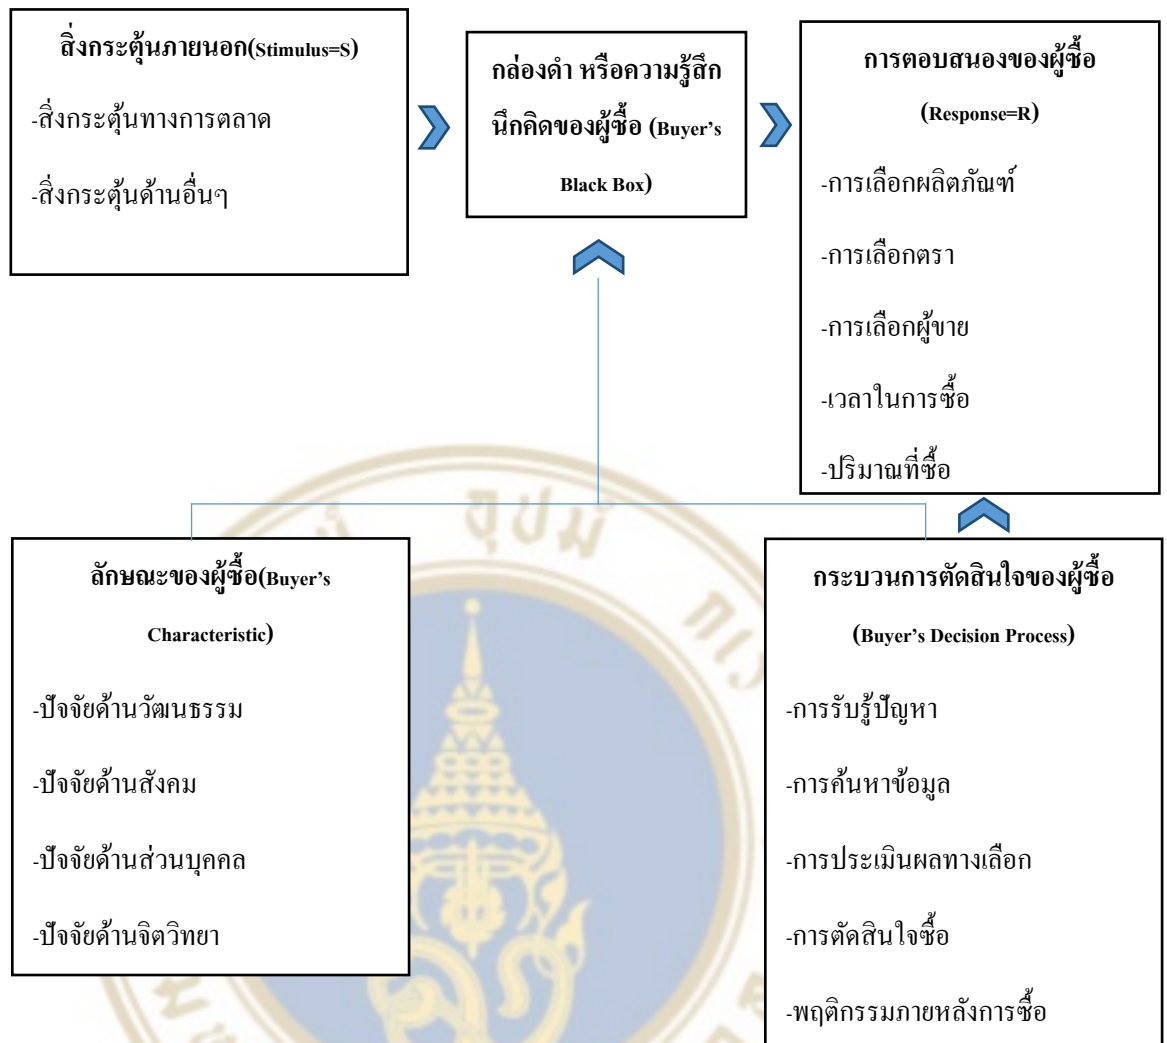 สิ่งกระตุ้นภายนอก(Stimulus=S)
-สิ่งกระตุ้นทางการตลาด
-สิ่งกระตุ้นด้านอื่นๆ
กล่องดำ หรือความรู้สึก
นึกคิดของผู้ซื้อ (Buyer’s
Black Box)
การตอบสนองของผู้ซื้อ
(Response=R)
-การเลือกผลิตภัณฑ์
-การเลือกตรา
-การเลือกผู้ขาย
-เวลาในการซื้อ
-ปริมาณที่ซื้อ
ลักษณะของผู้ซื้อ(Buyer’s
Characteristic)
-ปัจจัยด้านวัฒนธรรม
-ปัจจัยด้านสังคม
-ปัจจัยด้านส่วนบุคคล
-ปัจจัยด้านจิตวิทยา
กระบวนการตัดสินใจของผู้ซื้อ
(Buyer’s Decision Process)
-การรับรู้ปัญหา
-การค้นหาข้อมูล
-การประเมินผลทางเลือก
-การตัดสินใจซื้อ
-พฤติกรรมภายหลังการซื้อ
อุปมํ